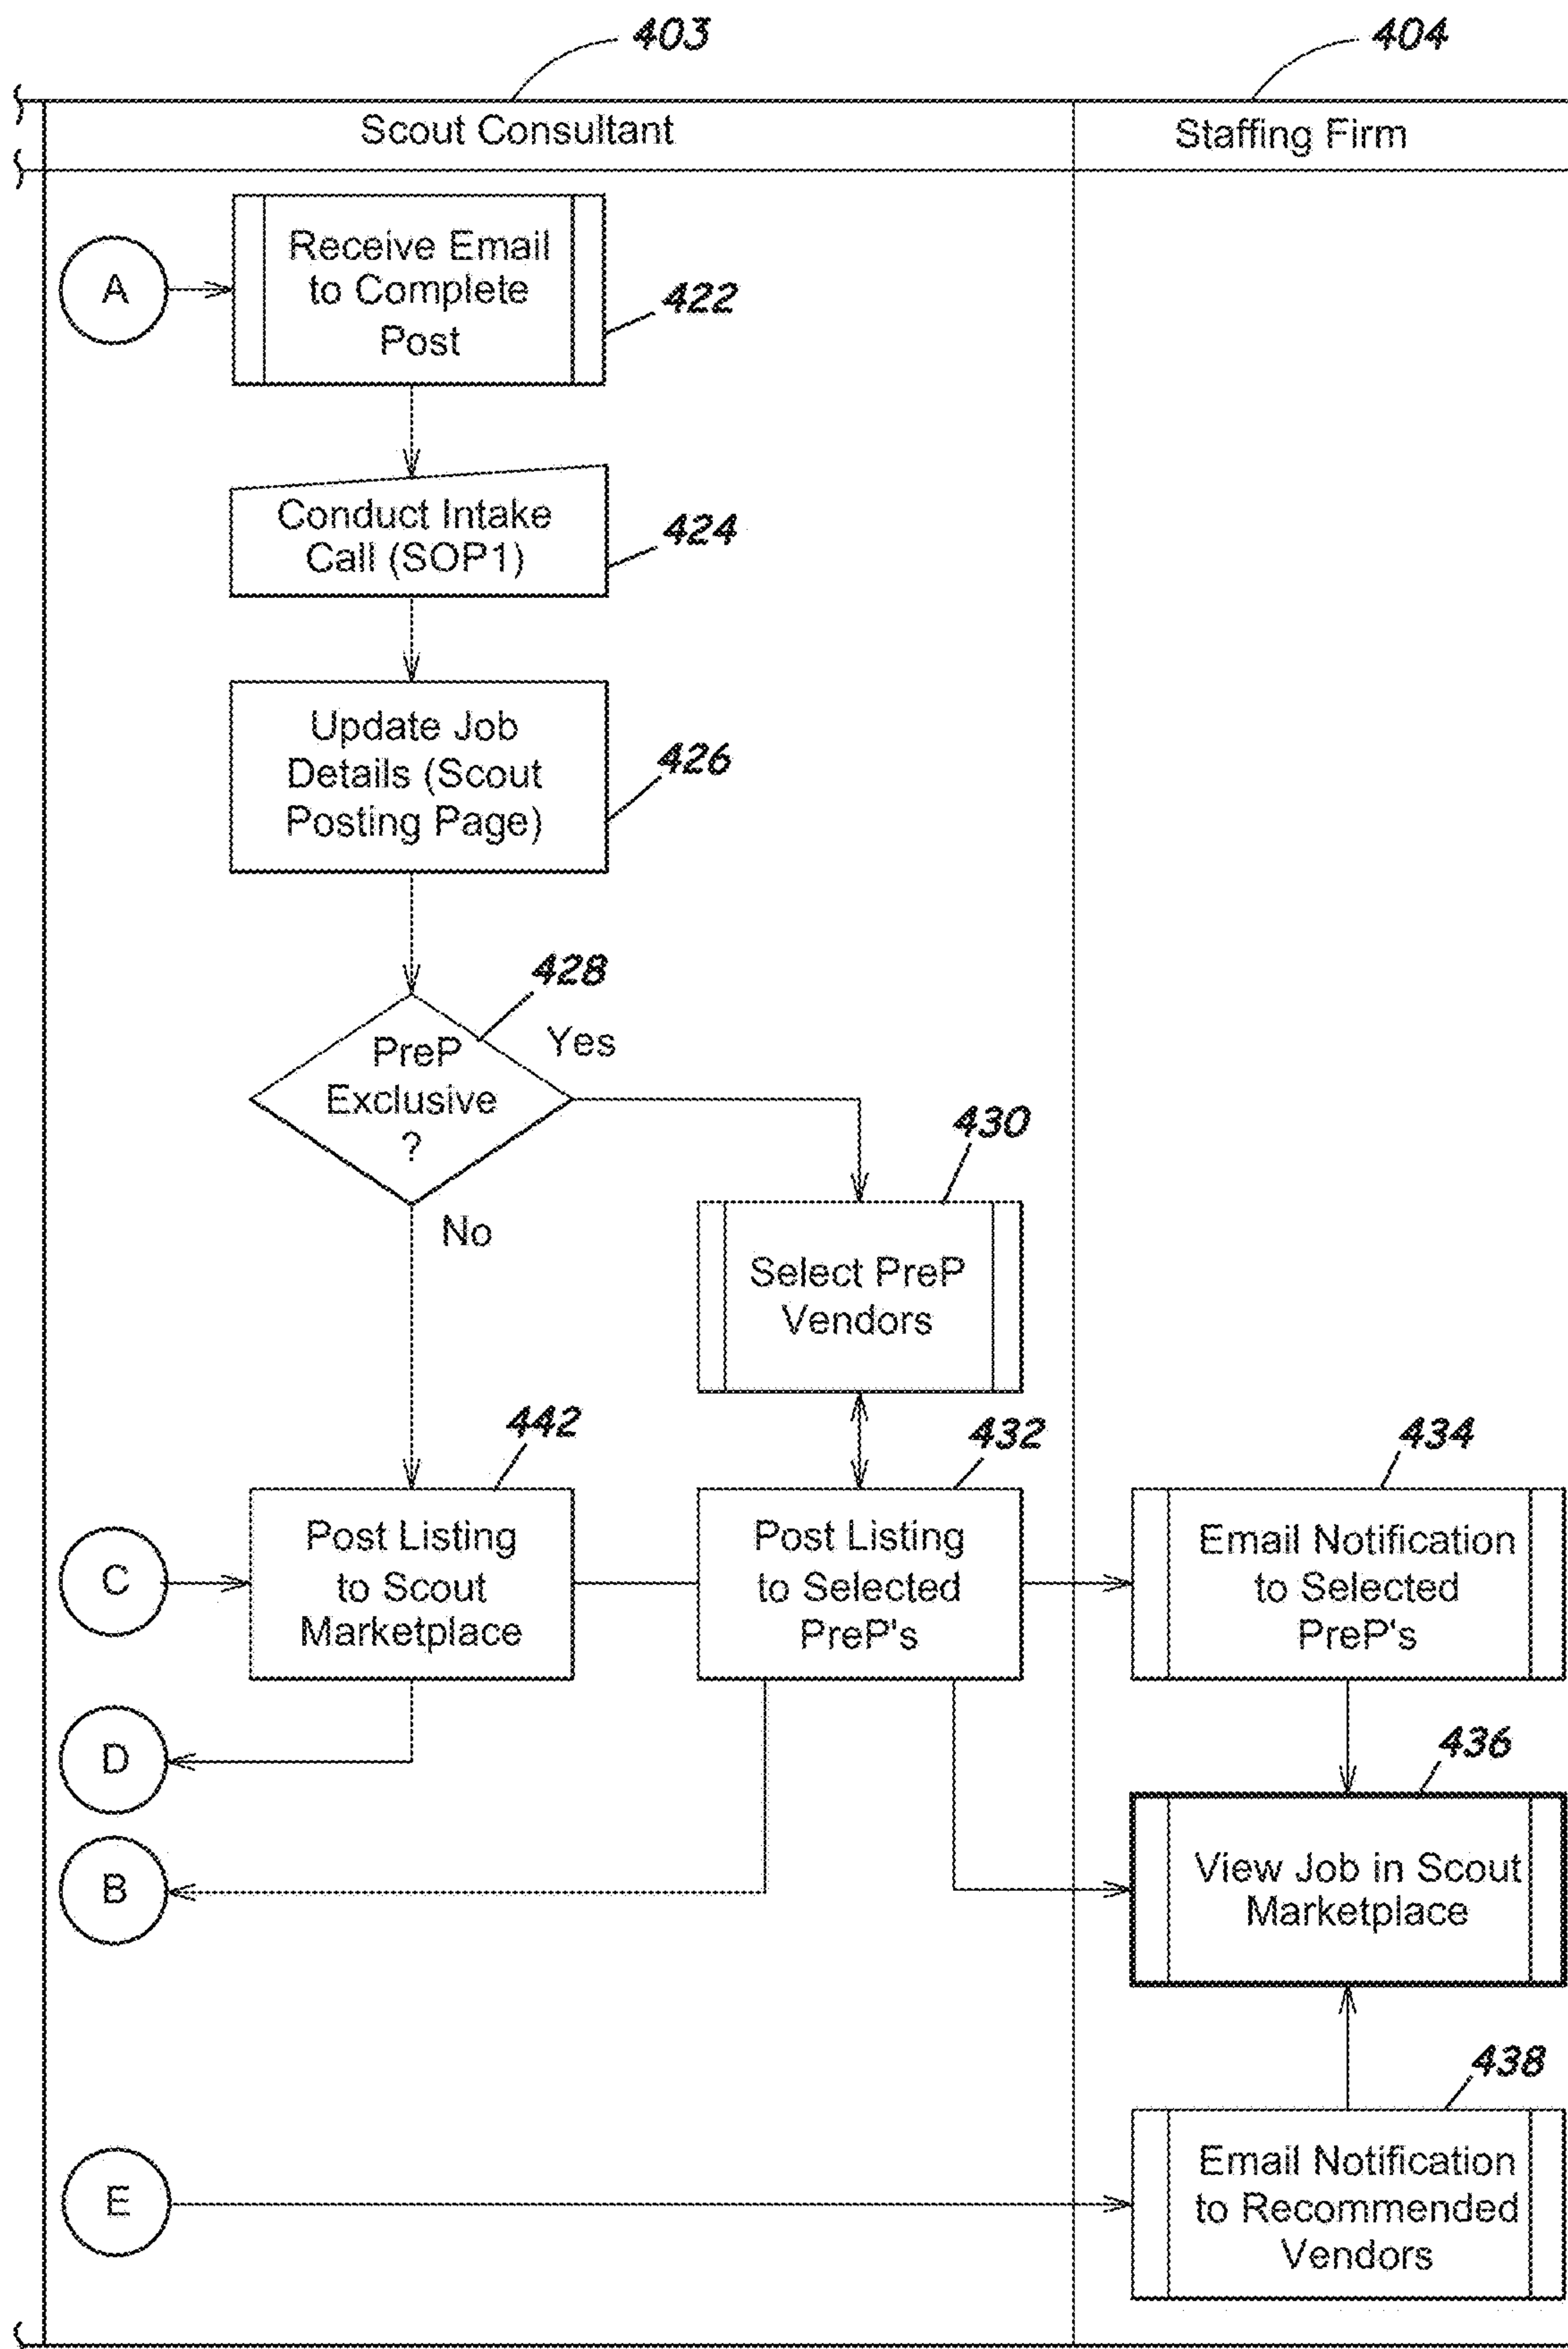 403
404
Scout Consultant
Staffing Firm
A
Receive Email
to Complete
Post
422
Conduct Intake
Call (SOP1)
424
Update Job
Details (Scout
Posting Page)
426
428
PreP
Exclusive
?
Yes
No
430
Select PreP
Vendors
442
432
434
C
Post Listing
to Scout
Marketplace
Post Listing
to Selected
PreP's
Email Notification
to Selected
PreP's
D
436
B
View Job in Scout
Marketplace
438
E
Email Notification
to Recommended
Vendors